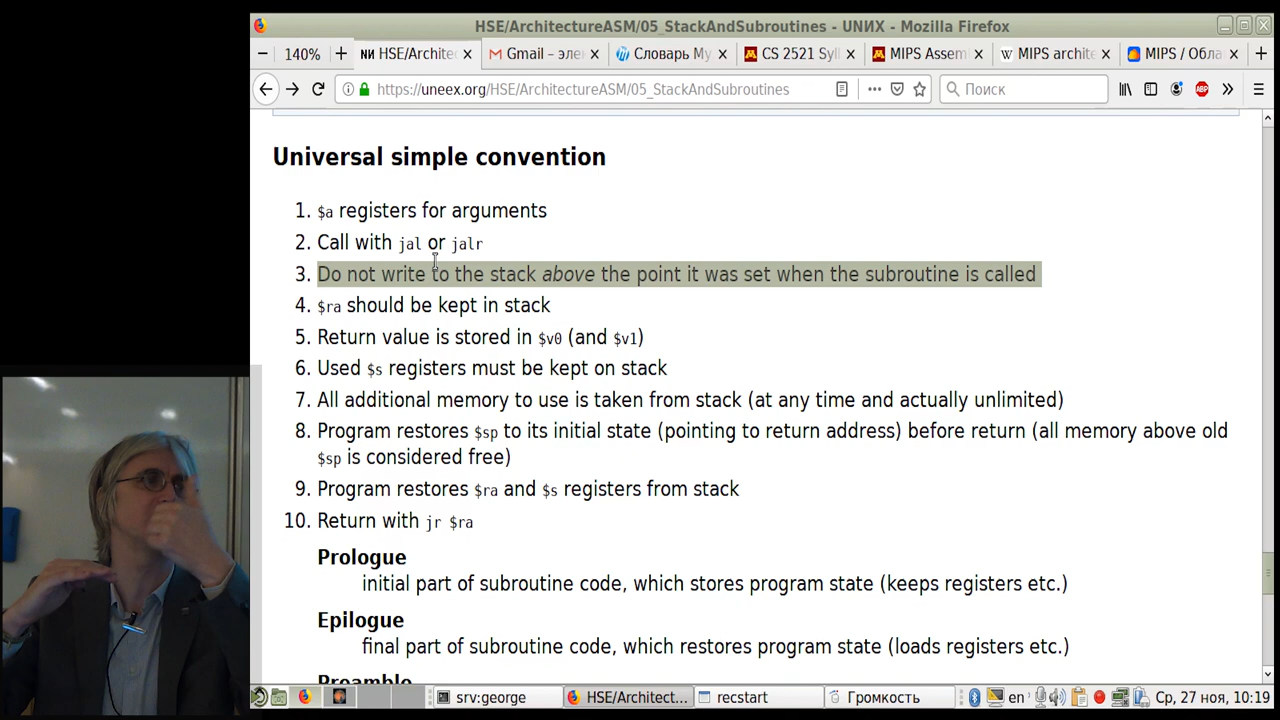 HSE/ArchitectureASM/05_StackAndSubroutines - UNИX - Mozilla Firefox
140%
ᴎИ HSE/Architec
Gmail – элек
Словарь Му
CS 2521 Syll
MIPS Assem
MIPS archite
MIPS / Обла
https://uneex.org/HSE/ArchitectureASM/05_StackAndSubroutines
Поиск
ABP
Universal simple convention
1. $a registers for arguments
2. Call with jal or jalr
3. Do not write to the stack above the point it was set when the subroutine is called
4. $ra should be kept in stack
5. Return value is stored in $v0 (and $v1)
6. Used $s registers must be kept on stack
7. All additional memory to use is taken from stack (at any time and actually unlimited)
8. Program restores $sp to its initial state (pointing to return address) before return (all memory above old
$sp is considered free)
9. Program restores $ra and $s registers from stack
10. Return with jr $ra
Prologue
initial part of subroutine code, which stores program state (keeps registers etc.)
Epilogue
final part of subroutine code, which restores program state (loads registers etc.)
Preamble
srv:george
HSE/Architect...
recstart
Громкость
en
Ср, 27 ноя, 10:19